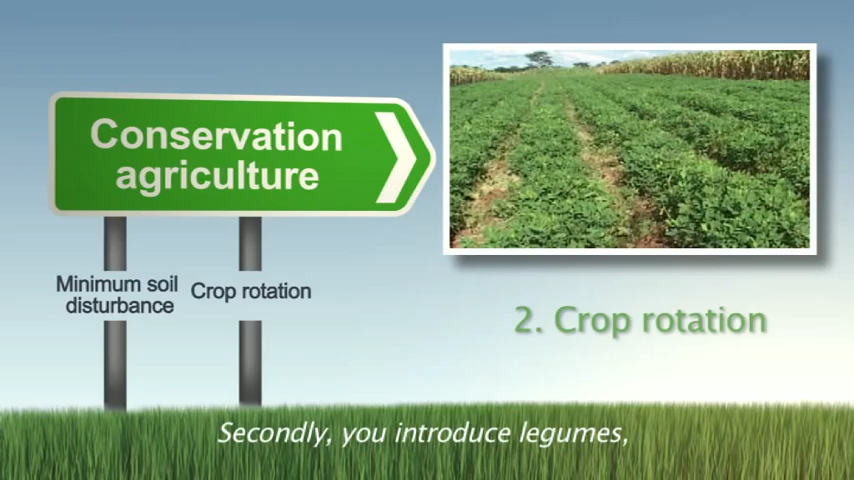 Conservation
agriculture
Minimum soil
disturbance
Crop rotation
2. Crop rotation
Secondly, you introduce legumes,